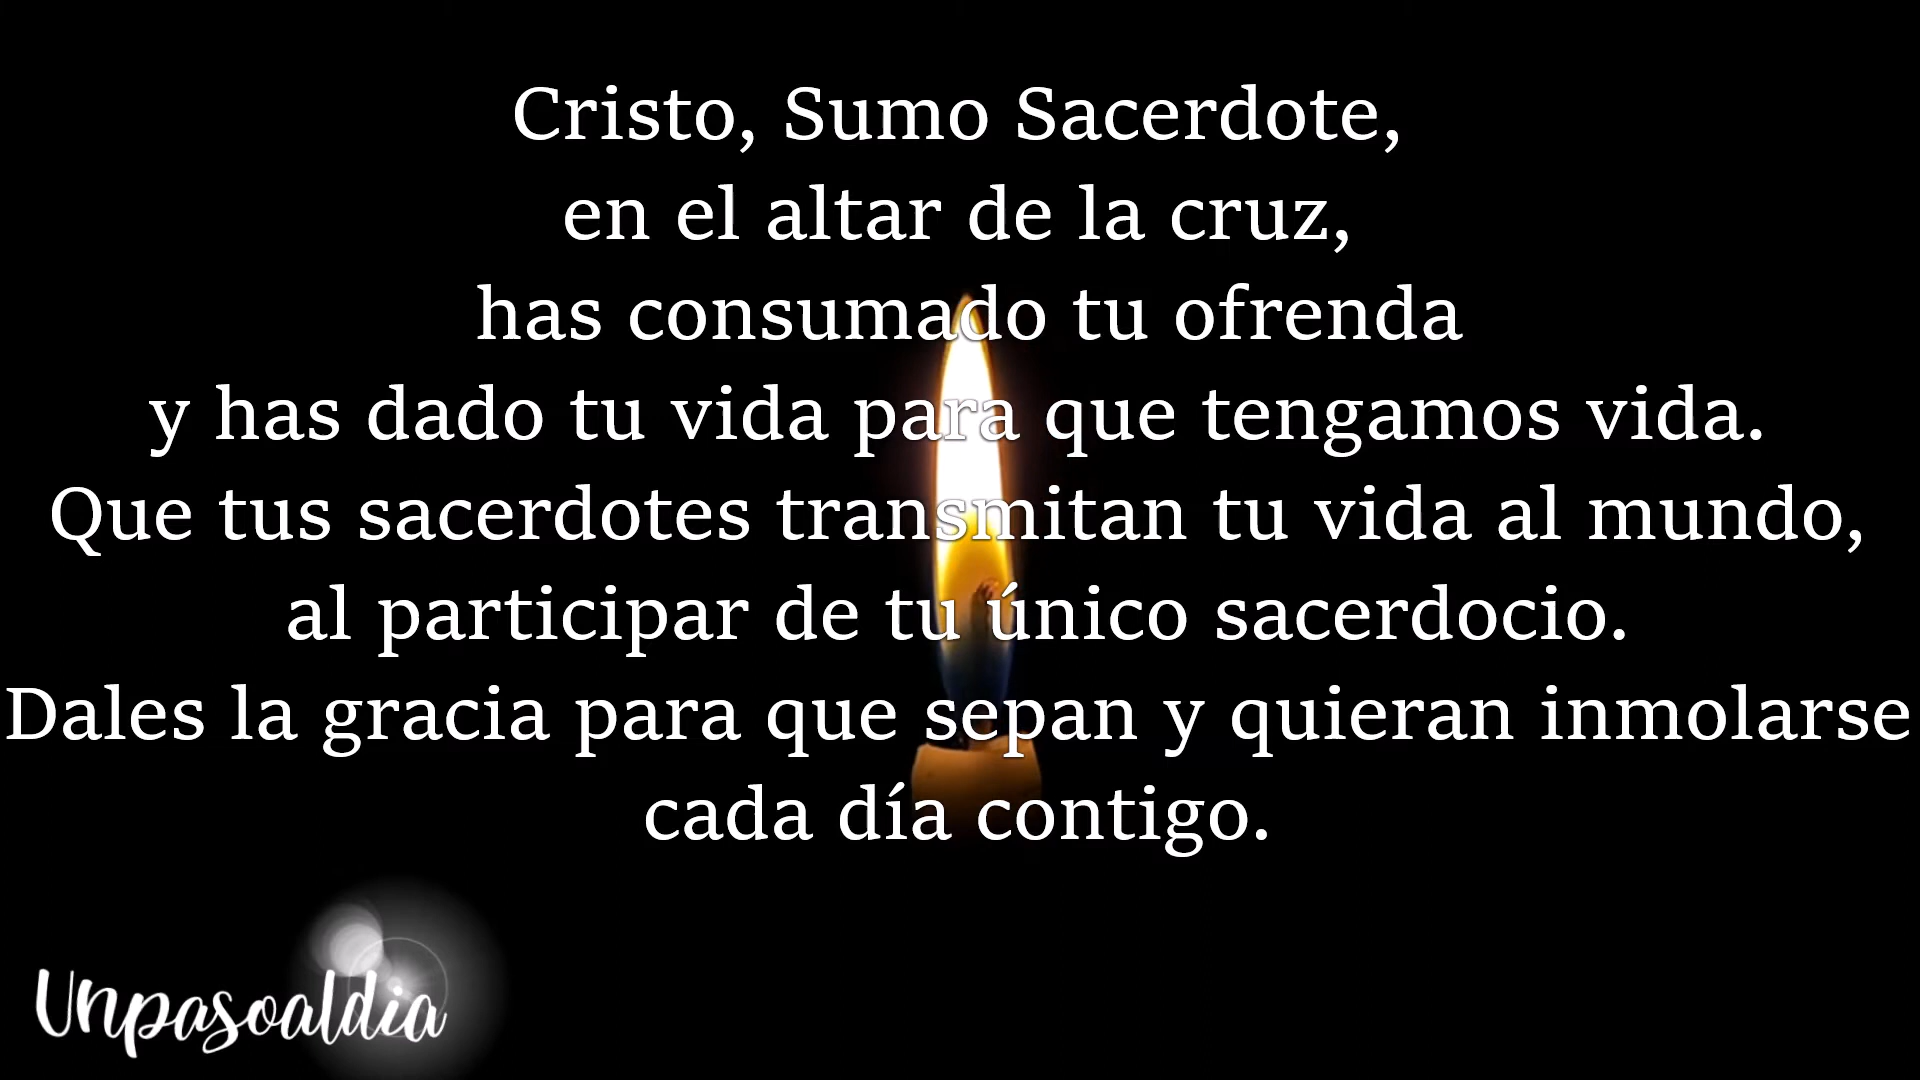 Cristo, Sumo Sacerdote,
en el altar de la cruz,
has consumado tu ofrenda
y has dado tu vida para que tengamos vida.
Que tus sacerdotes transmitan tu vida al mundo,
al participar de tu único sacerdocio.
Dales la gracia para que sepan y quieran inmolarse
cada día contigo.
Unpasoaldia